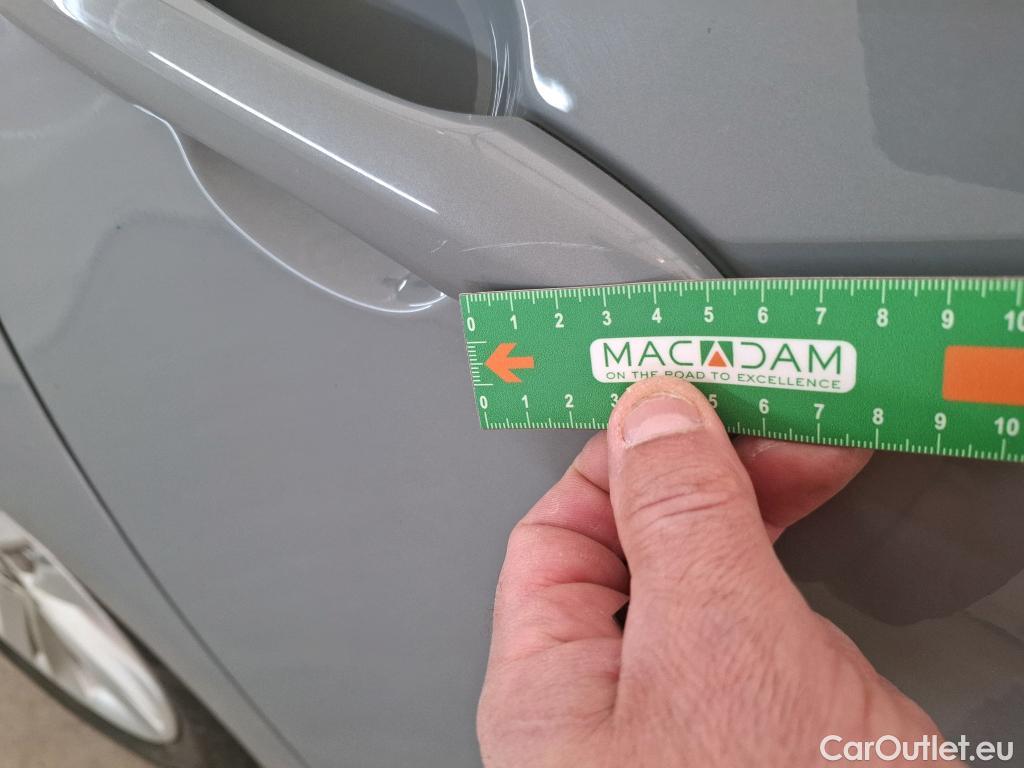 0 1 2 3 4 5 6 7 8 9 10
MACADAM
ON THE ROAD TO EXCELLENCE
0 1 2 3 5 6 7 8 9 10
CarOutlet.eu